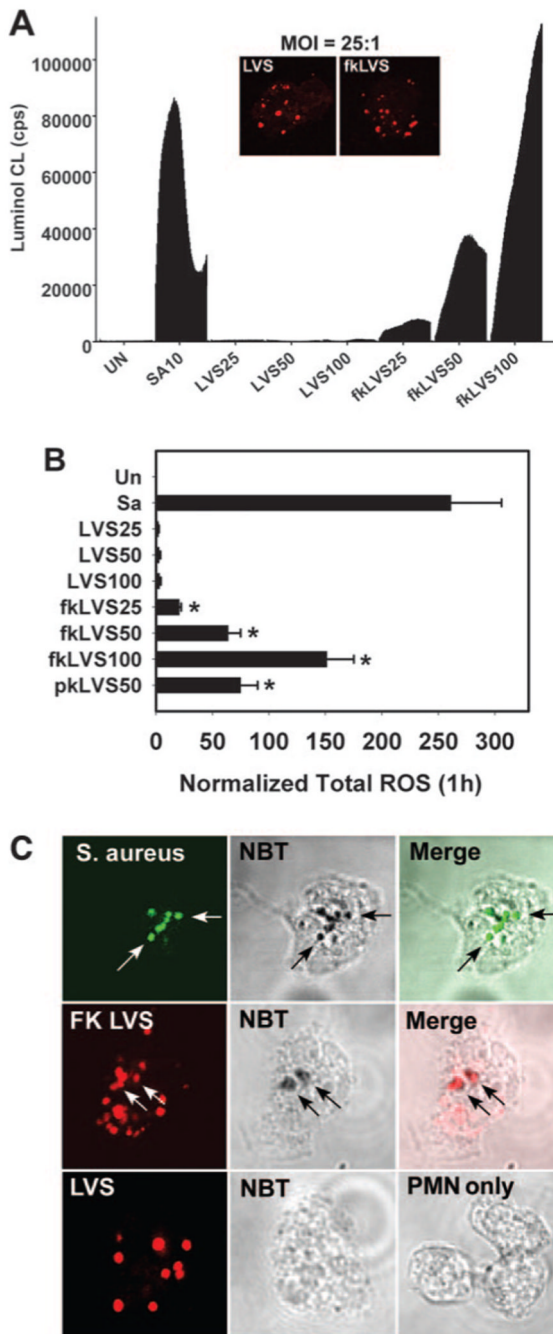 A
MOI = 25:1
LVS fkLVS
Luminol CL (cps)
100000
80000
60000
40000
20000
0
UN SA10 LVS25 LVS50 LVS100 fkLVS25 fkLVS50 fkLVS100
B
Un
Sa
LVS25
LVS50
LVS100
fkLVS25 *
fkLVS50 *
fkLVS100 *
pkLVS50 *
0 50 100 150 200 250 300
Normalized Total ROS (1h)
C
S. aureus NBT Merge
FK LVS NBT Merge
LVS NBT PMN only